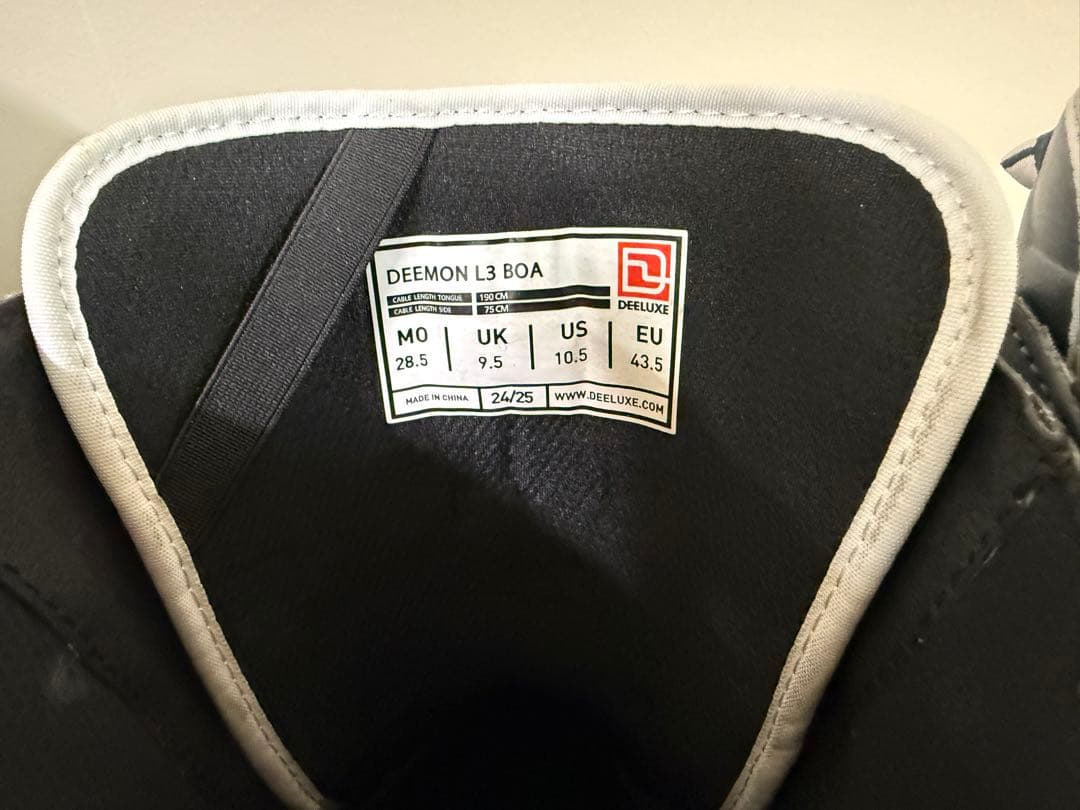 DEEMON L3 BOA
DEELUXE
CABLE LENGTH TONGUE 190 CM
CABLE LENGTH SIDE 75 CM
MO UK US EU
28.5 9.5 10.5 43.5
MADE IN CHINA 24/25 WWW.DEELUXE.COM